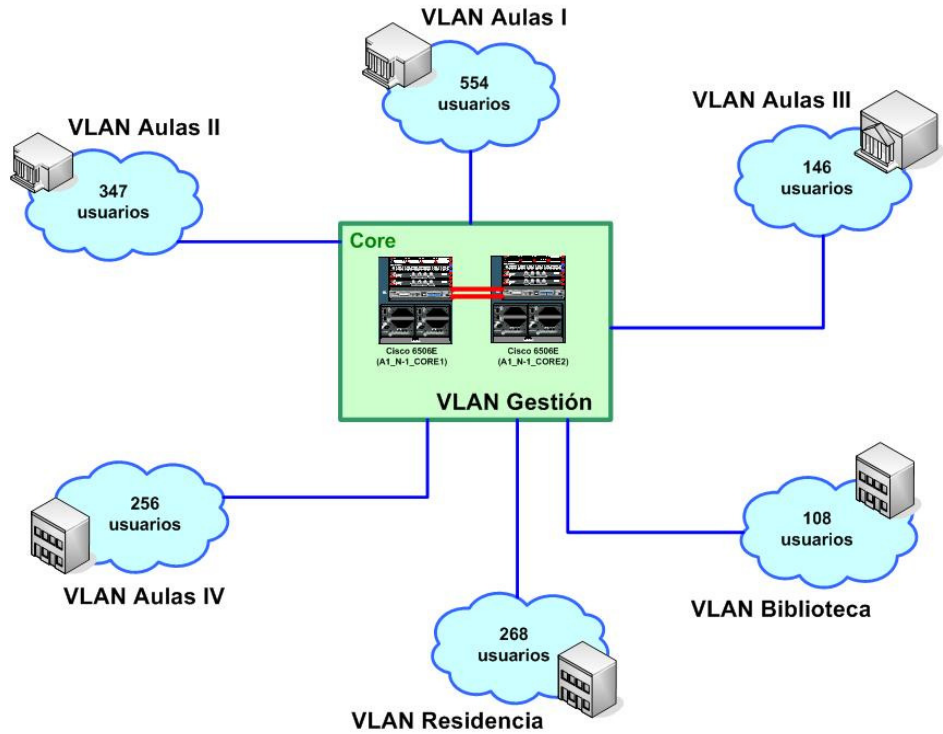 VLAN Aulas I
554
usuarios
VLAN Aulas II
347
usuarios
VLAN Aulas III
146
usuarios
Core
Cisco 6506E
(A1_N-1_CORE1)
Cisco 6506E
(A1_N-1_CORE2)
VLAN Gestión
256
usuarios
VLAN Aulas IV
108
usuarios
VLAN Biblioteca
268
usuarios
VLAN Residencia